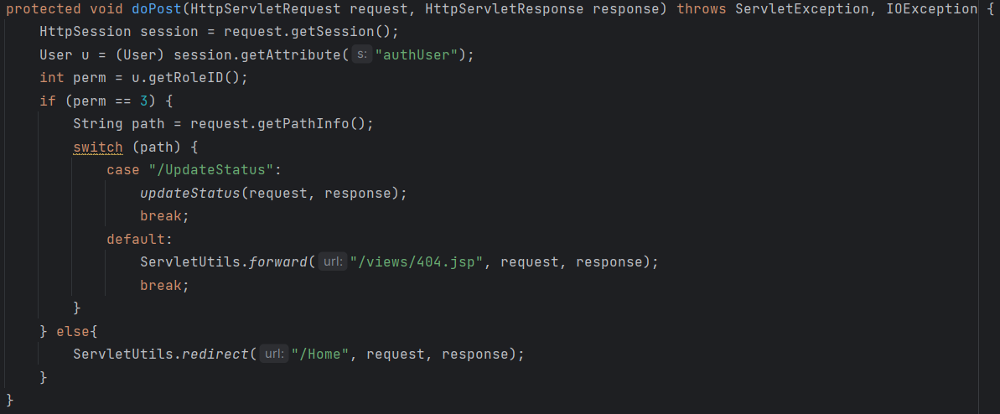 protected void doPost(HttpServletRequest request, HttpServletResponse response) throws ServletException, IOException {
    HttpSession session = request.getSession();
    User u = (User) session.getAttribute( s: "authUser");
    int perm = u.getRoleID();
    if (perm == 3) {
        String path = request.getPathInfo();
        switch (path) {
            case "/UpdateStatus":
                updateStatus(request, response);
                break;
            default:
                ServletUtils.forward( url: "/views/404.jsp", request, response);
                break;
        }
    } else{
        ServletUtils.redirect( url: "/Home", request, response);
    }
}